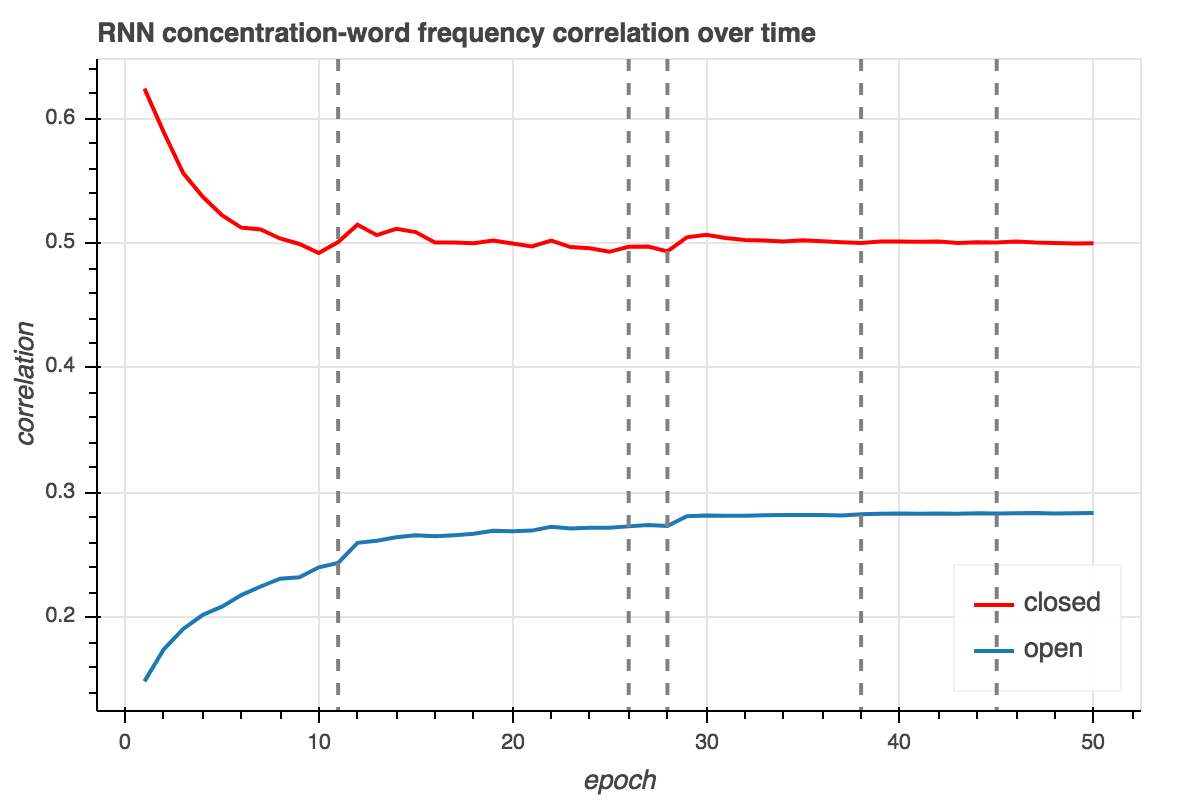 RNN concentration-word frequency correlation over time
0.6
0.5
0.4
0.3
0.2
correlation
closed
open
0 10 20 30 40 50
epoch